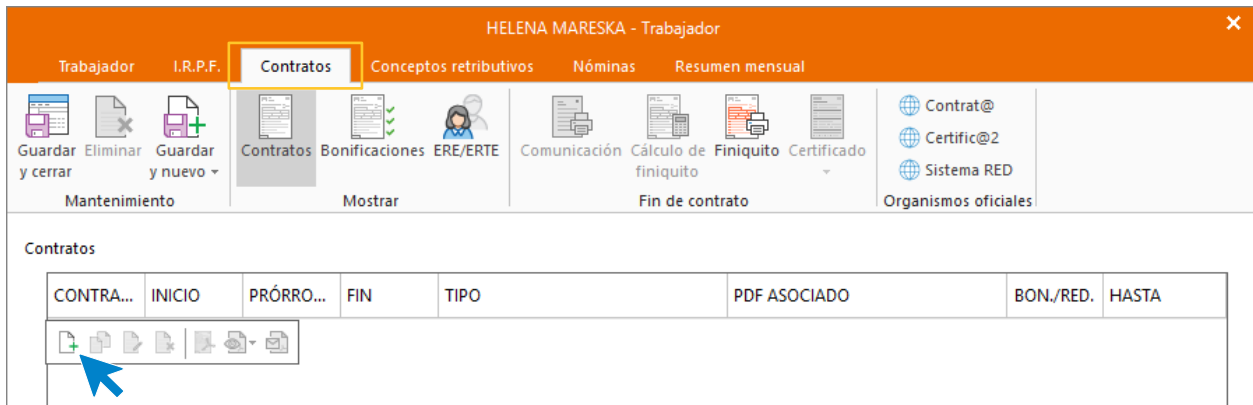 HELENA MARESKA - Trabajador
Trabajador I.R.P.F. Contratos Conceptos retributivos Nóminas Resumen mensual
Guardar y cerrar Eliminar Guardar y nuevo Contratos Bonificaciones ERE/ERTE Comunicación Cálculo de finiquito Finiquito Certificado
Contrat@
Certific@2
Sistema RED
Mantenimiento Mostrar Fin de contrato Organismos oficiales
Contratos
CONTRA... INICIO PRÓRRO... FIN TIPO PDF ASOCIADO BON./RED. HASTA